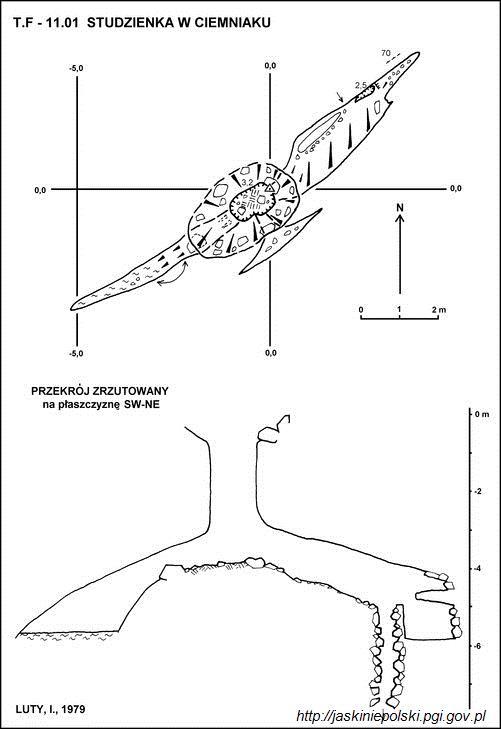 T.F - 11.01 STUDZIENKA W CIEMNIAKU
70
-5,0
0,0
2,5
3,2
0,0
0,0
N
0 1 2 m
-5,0
0,0
PRZEKRÓJ ZRZUTOWANY
na płaszczyznę SW-NE
0 m
-2
-4
-6
LUTY, I., 1979
http://jaskiniepolski.pgi.gov.pl